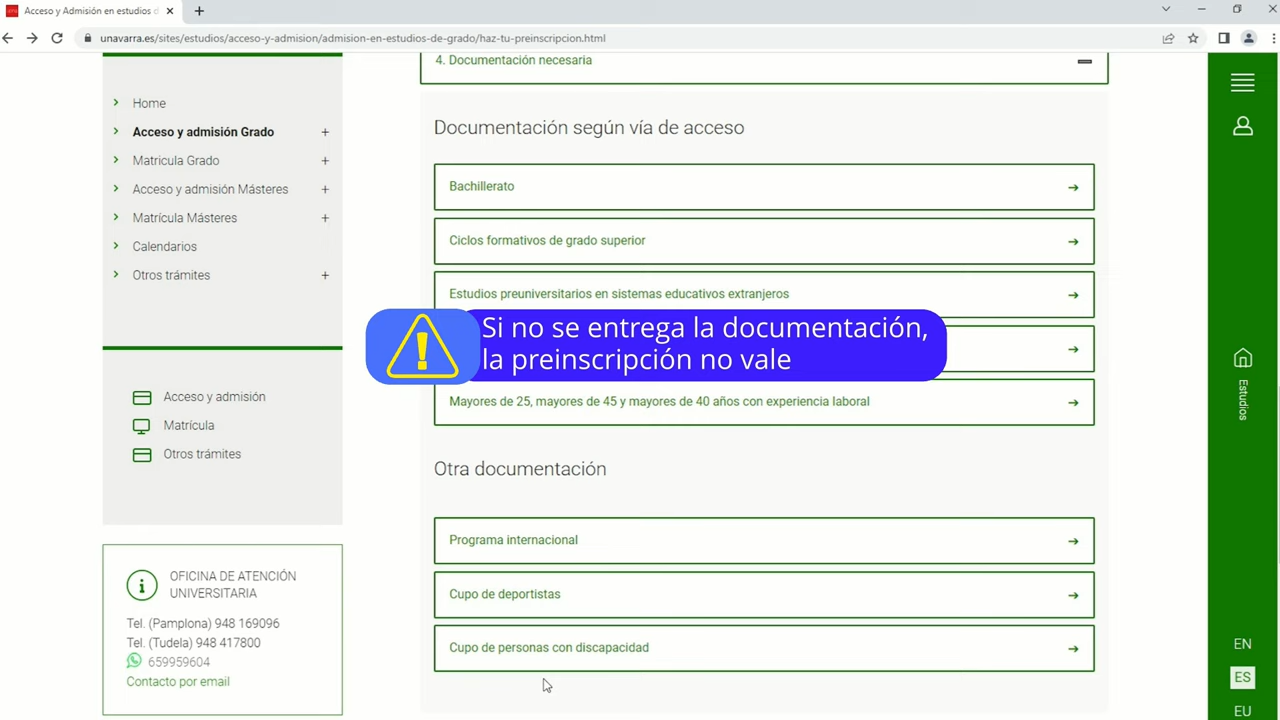 Acceso y Admisión en estudios d
unavarra.es/sites/estudios/acceso-y-admision/admision-en-estudios-de-grado/haz-tu-preinscripcion.html
Home
Acceso y admisión Grado +
Matricula Grado +
Acceso y admisión Másteres +
Matrícula Másteres +
Calendarios
Otros trámites +
Acceso y admisión
Matrícula
Otros trámites
OFICINA DE ATENCIÓN
UNIVERSITARIA
Tel. (Pamplona) 948 169096
Tel. (Tudela) 948 417800
659959604
Contacto por email
4. Documentación necesaria
Documentación según vía de acceso
Bachillerato
Ciclos formativos de grado superior
Estudios preuniversitarios en sistemas educativos extranjeros
Si no se entrega la documentación,
la preinscripción no vale
Mayores de 25, mayores de 45 y mayores de 40 años con experiencia laboral
Otra documentación
Programa internacional
Cupo de deportistas
Cupo de personas con discapacidad
Estudios
EN
ES
EU